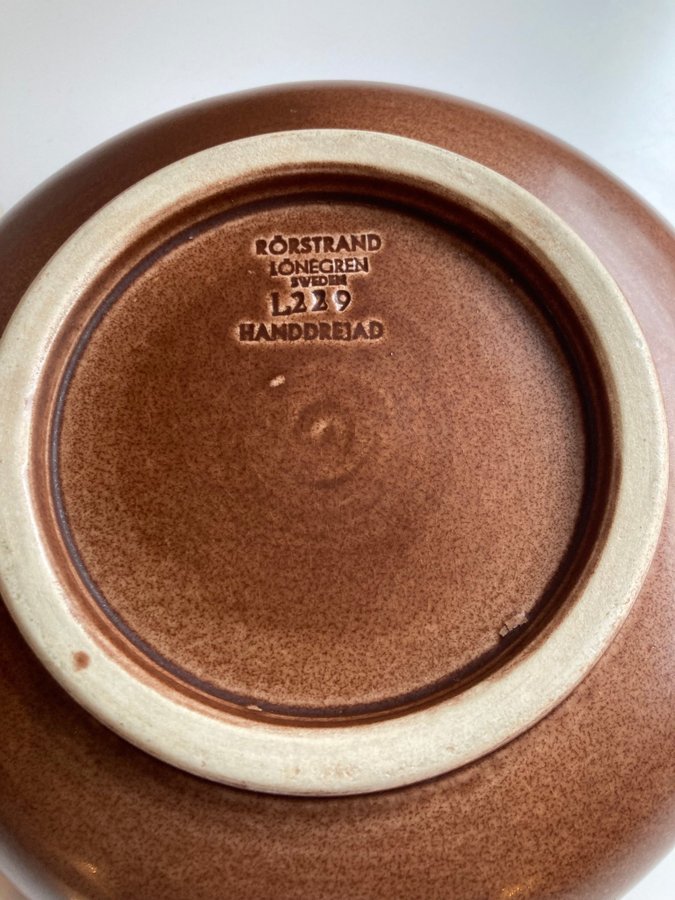 RÖRSTRAND
LÖNEGREN
SWEDEN
L229
HANDDREJAD